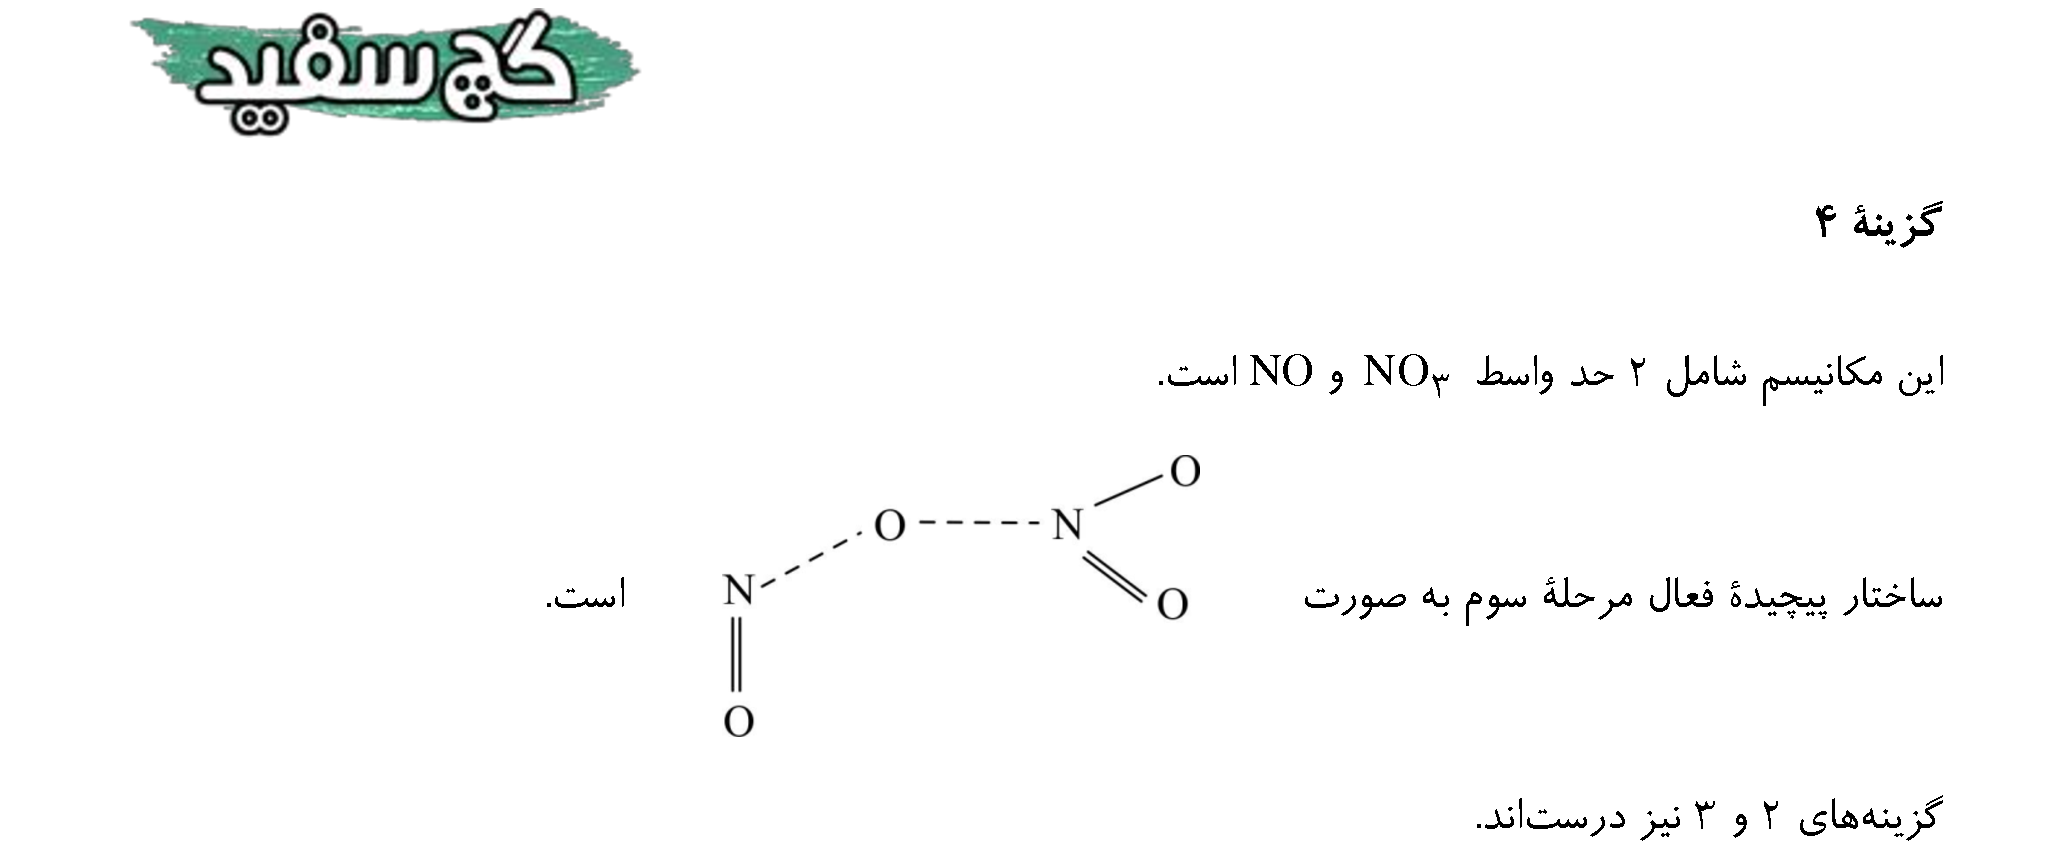 گچ سفید
گزینهٔ ۴
این مکانیسم شامل ۲ حد واسط NO۳ و NO است.
O
O N
ساختار پیچیدهٔ فعال مرحلهٔ سوم به صورت O N است.
O
گزینه‌های ۲ و ۳ نیز درست‌اند.